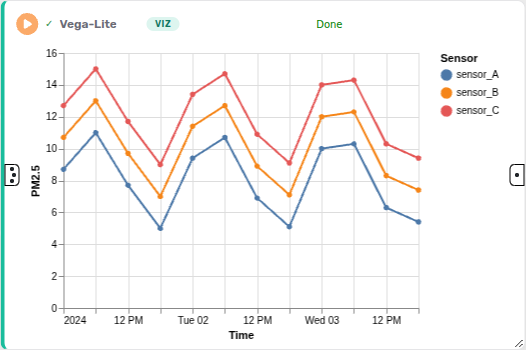 ✓ Vega-Lite VIZ Done
Sensor
sensor_A
sensor_B
sensor_C
PM2.5
16
14
12
10
8
6
4
2
0
2024 12 PM Tue 02 12 PM Wed 03 12 PM
Time